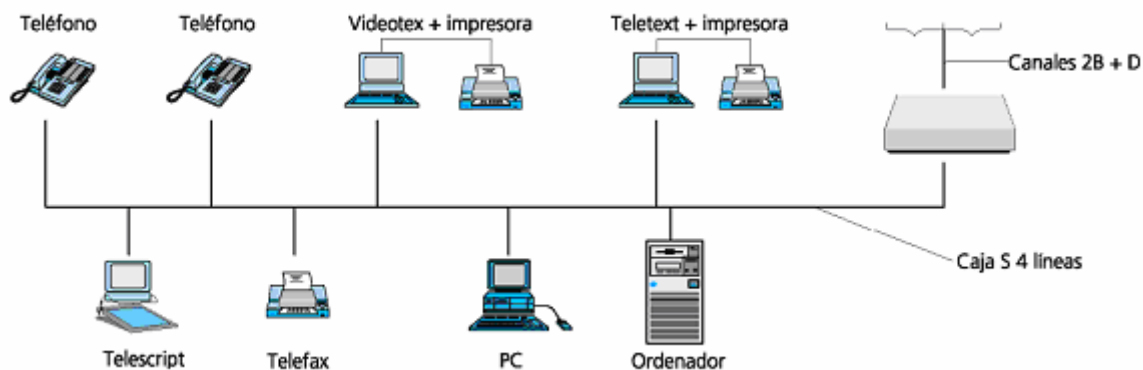 Teléfono
Teléfono
Videotex + impresora
Teletext + impresora
Canales 2B + D
Caja S 4 líneas
Telescript
Telefax
PC
Ordenador